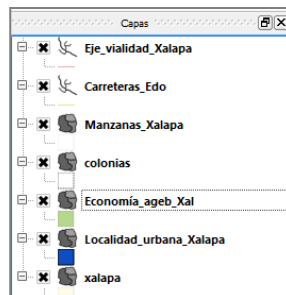 Capas
Eje_vialidad_Xalapa
Carreteras_Edo
Manzanas_Xalapa
colonias
Economía_ageb_Xal
Localidad_urbana_Xalapa
xalapa